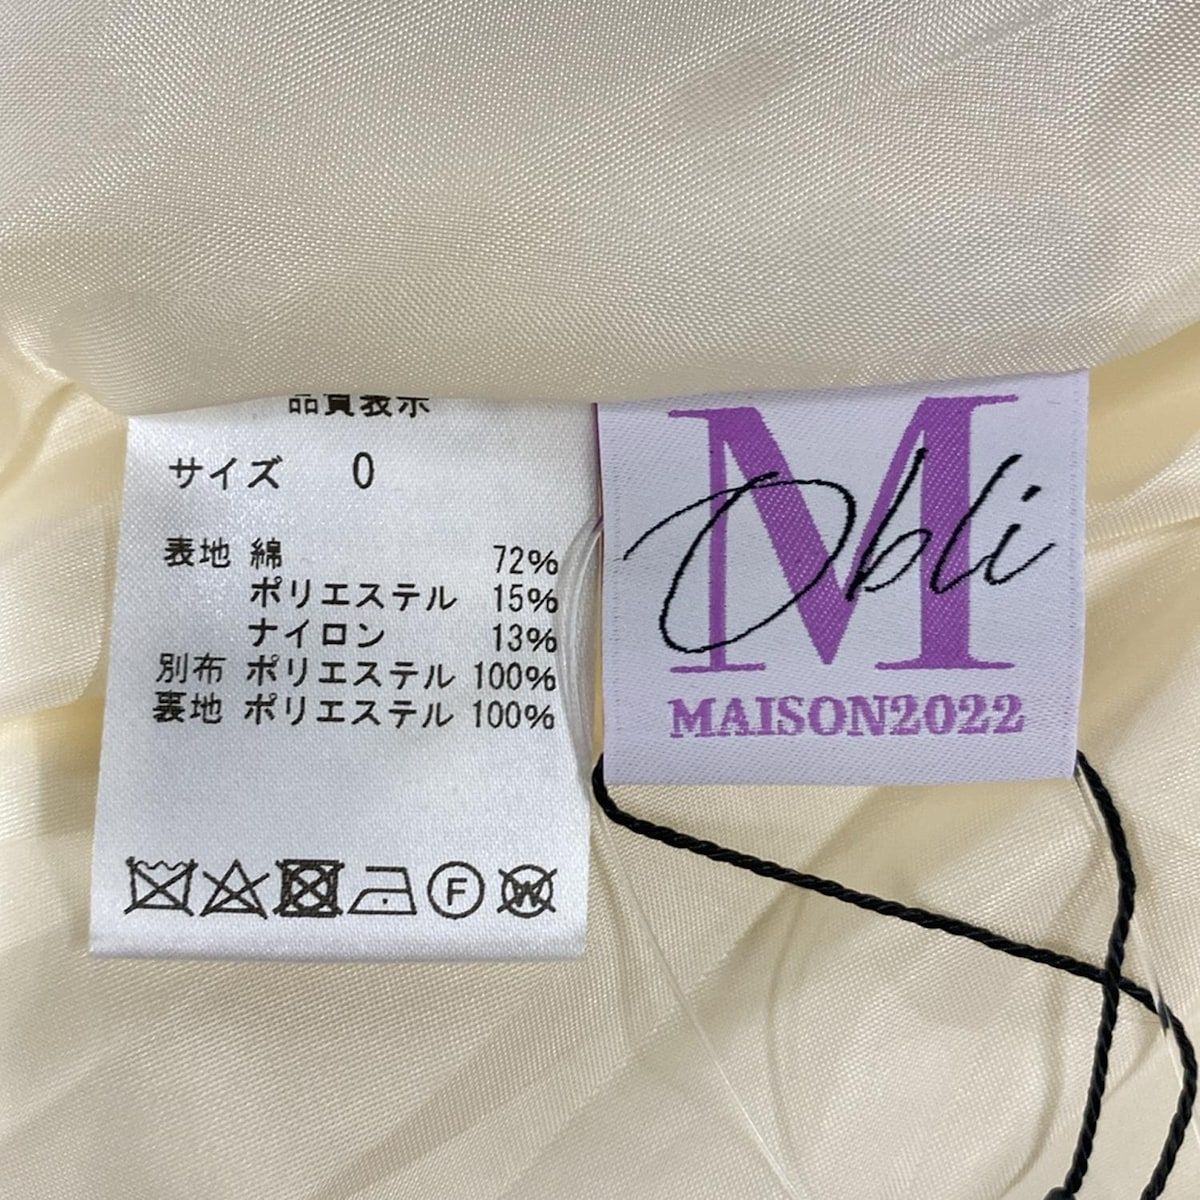 品質表示
サイズ 0
表地 綿 72%
ポリエステル 15%
ナイロン 13%
別布 ポリエステル 100%
裏地 ポリエステル 100%
F W
M
Obli
MAISON2022